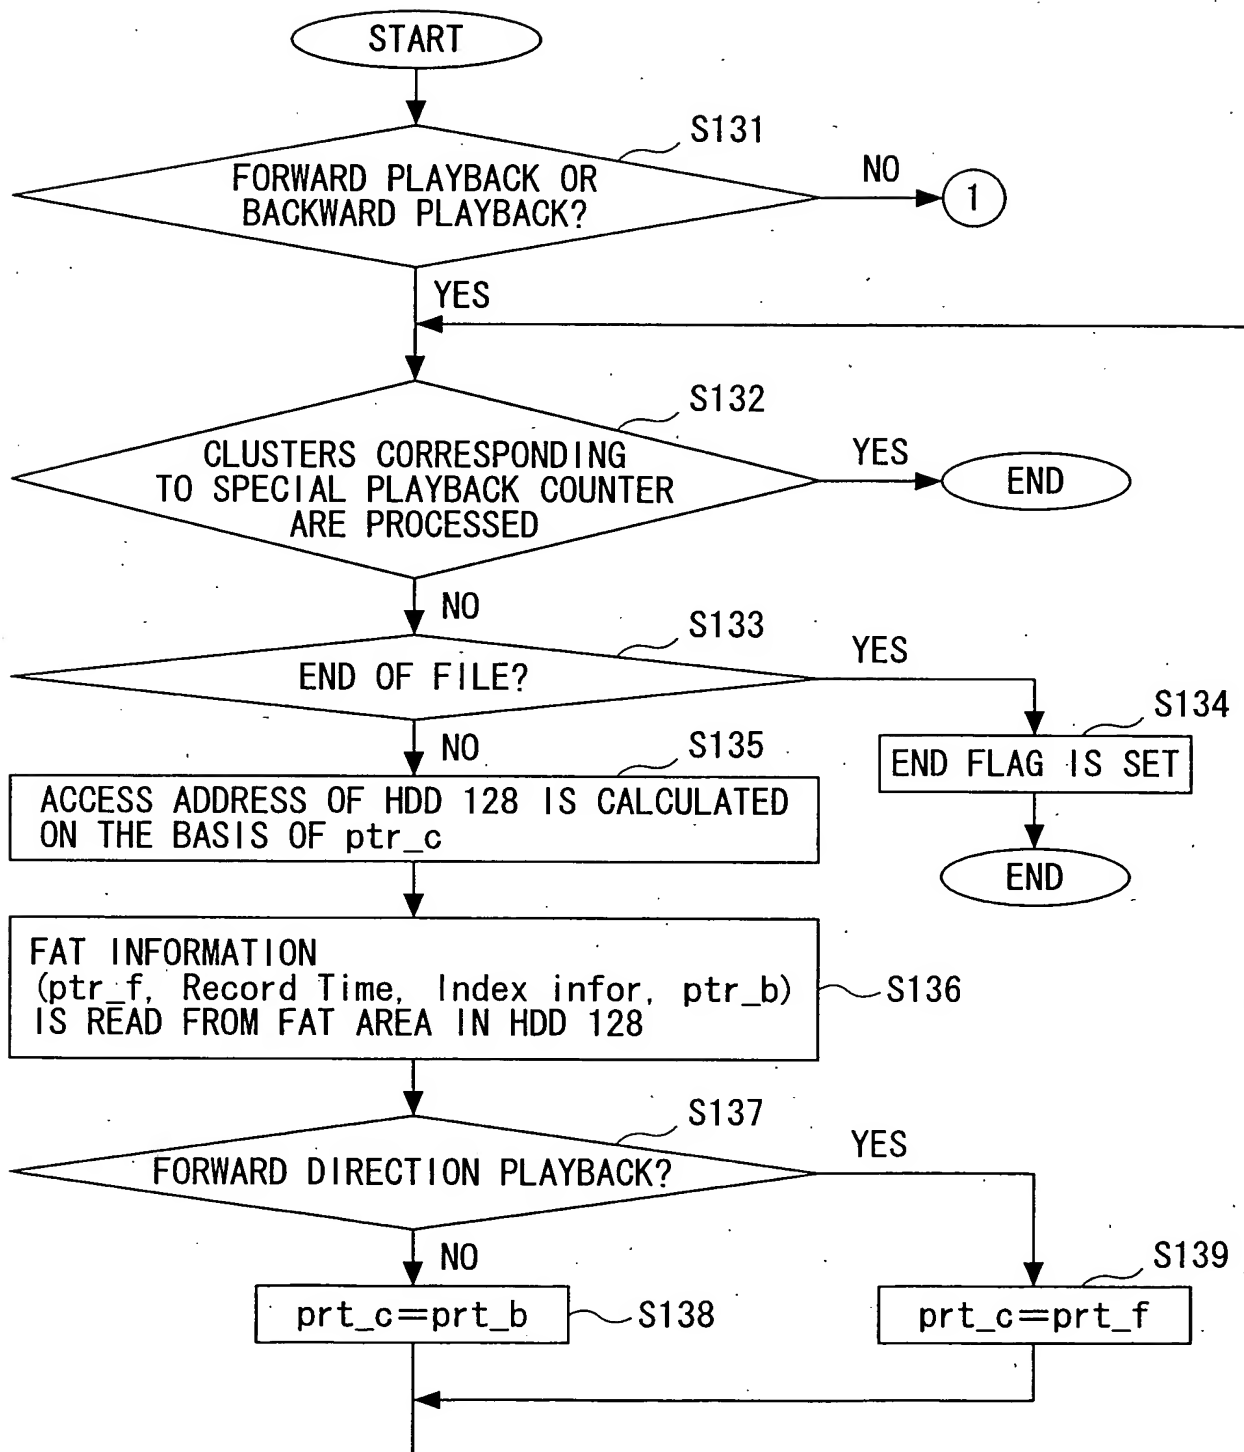 START
S131
FORWARD PLAYBACK OR
BACKWARD PLAYBACK?
NO
1
YES
S132
CLUSTERS CORRESPONDING
TO SPECIAL PLAYBACK COUNTER
ARE PROCESSED
YES
END
NO
S133
END OF FILE?
YES
S134
END FLAG IS SET
END
NO
S135
ACCESS ADDRESS OF HDD 128 IS CALCULATED
ON THE BASIS OF ptr_c
FAT INFORMATION
(ptr_f, Record Time, Index infor, ptr_b)
IS READ FROM FAT AREA IN HDD 128
S136
S137
FORWARD DIRECTION PLAYBACK?
YES
NO
S139
prt_c=prt_b
S138
prt_c=prt_f